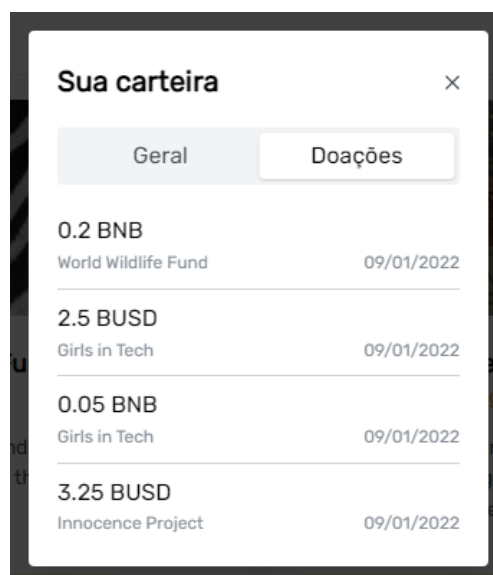 Sua carteira
Geral Doações
0.2 BNB
World Wildlife Fund 09/01/2022
2.5 BUSD
Girls in Tech 09/01/2022
0.05 BNB
Girls in Tech 09/01/2022
3.25 BUSD
Innocence Project 09/01/2022